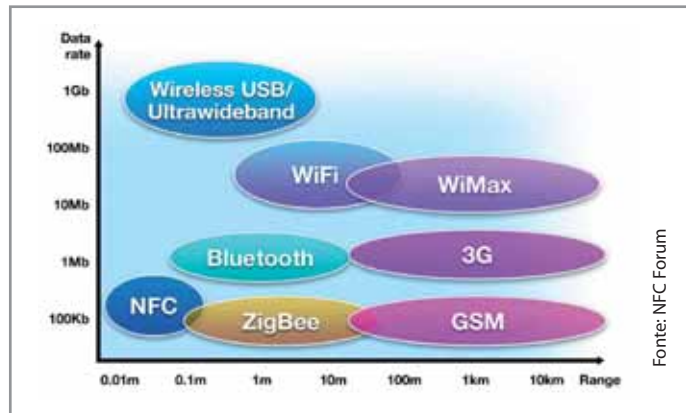 Data
rate
1Gb
Wireless USB/
Ultrawideband
100Mb
WiFi
WiMax
10Mb
1Mb
Bluetooth
3G
NFC
100Kb
ZigBee
GSM
0.01m 0.1m 1m 10m 100m 1km 10km Range
Fonte: NFC Forum